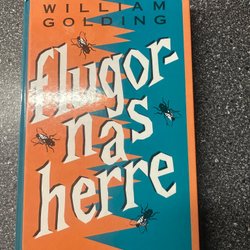 WILLIAM
GOLDING
flugor-
nas
herre